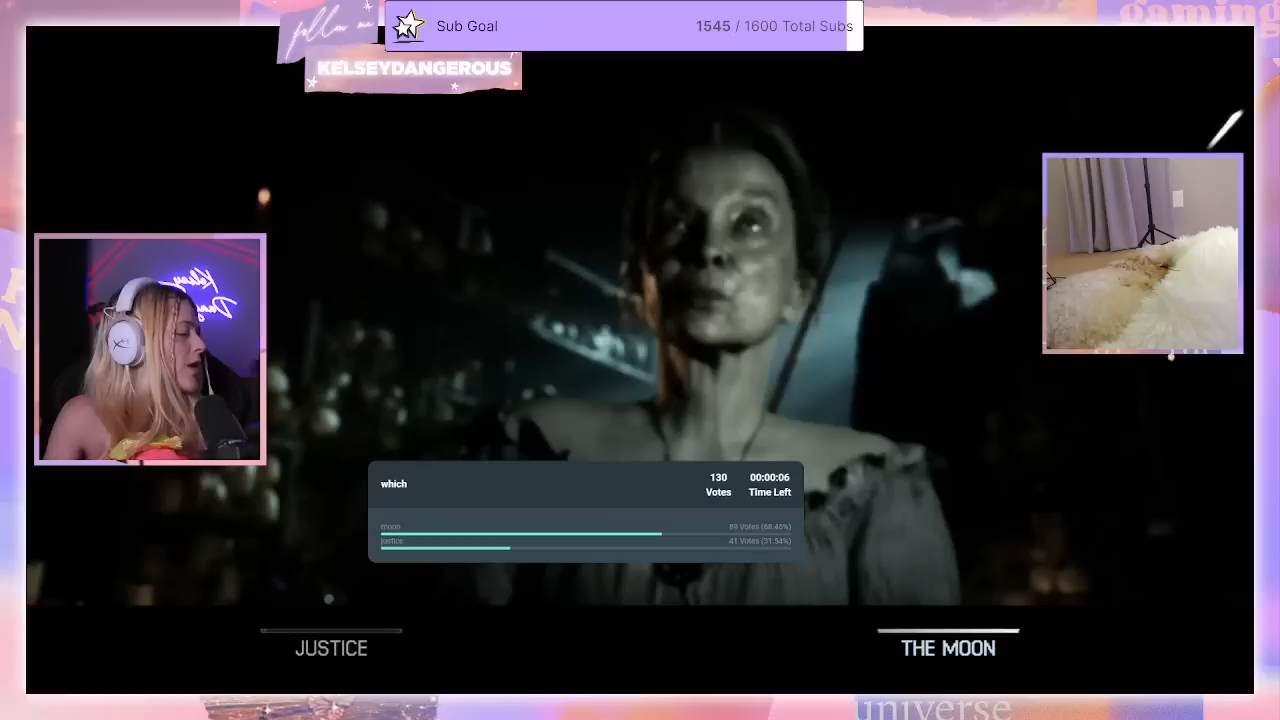 gaming
follow me
Sub Goal
1545 / 1600 Total Subs
KELSEYDANGEROUS
Kelsey
which
130
Votes
00:00:06
Time Left
moon
89 Votes (68.46%)
justice
41 Votes (31.54%)
JUSTICE
THE MOON
universe